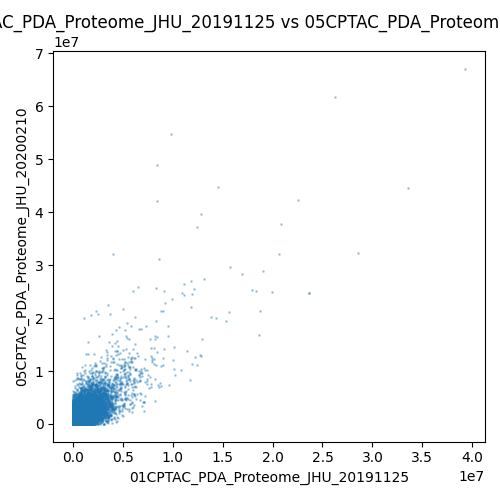 AC_PDA_Proteome_JHU_20191125 vs 05CPTAC_PDA_Proteom
1e7
7
6
5
4
3
2
1
0
05CPTAC_PDA_Proteome_JHU_20200210
0.0 0.5 1.0 1.5 2.0 2.5 3.0 3.5 4.0
01CPTAC_PDA_Proteome_JHU_20191125
1e7